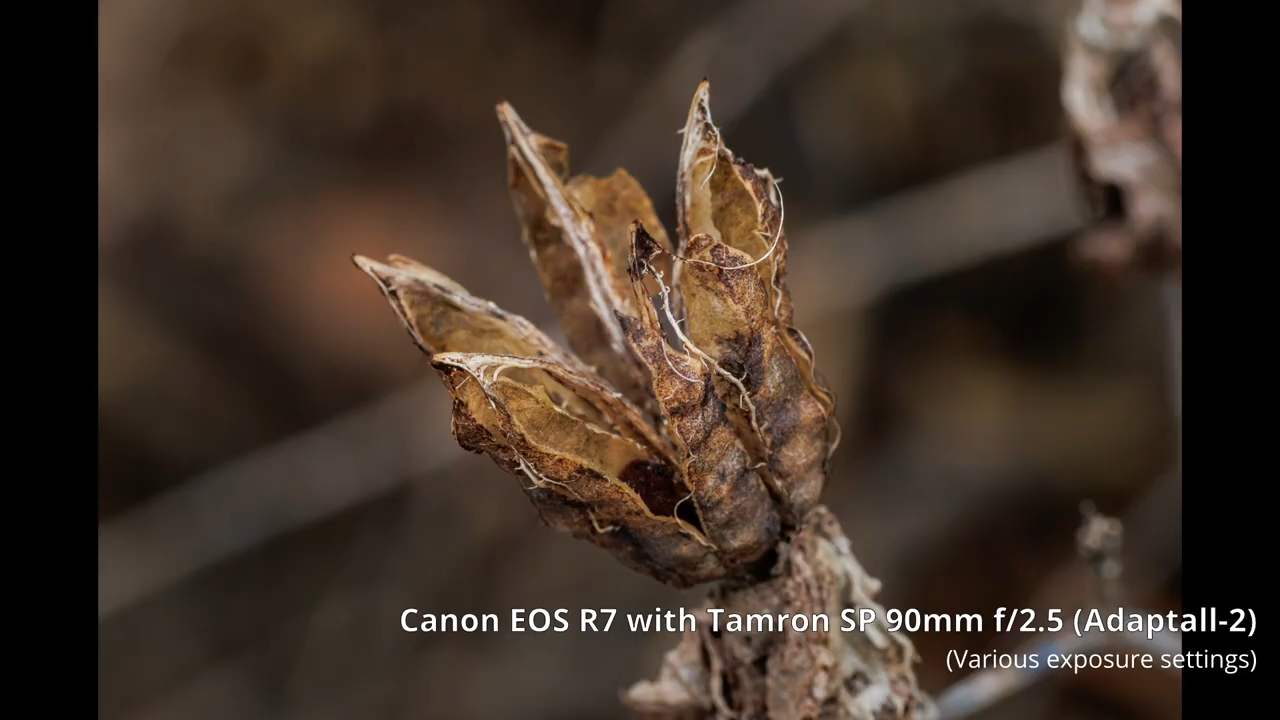 Canon EOS R7 with Tamron SP 90mm f/2.5 (Adaptall-2)
(Various exposure settings)